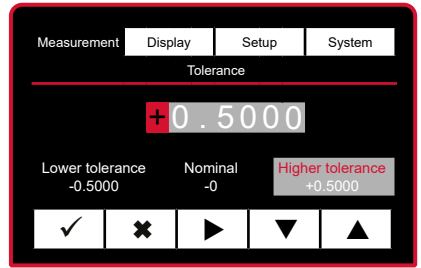 Measurement Display Setup System
Tolerance
+0.5000
Lower tolerance Nominal Higher tolerance
-0.5000 -0 +0.5000